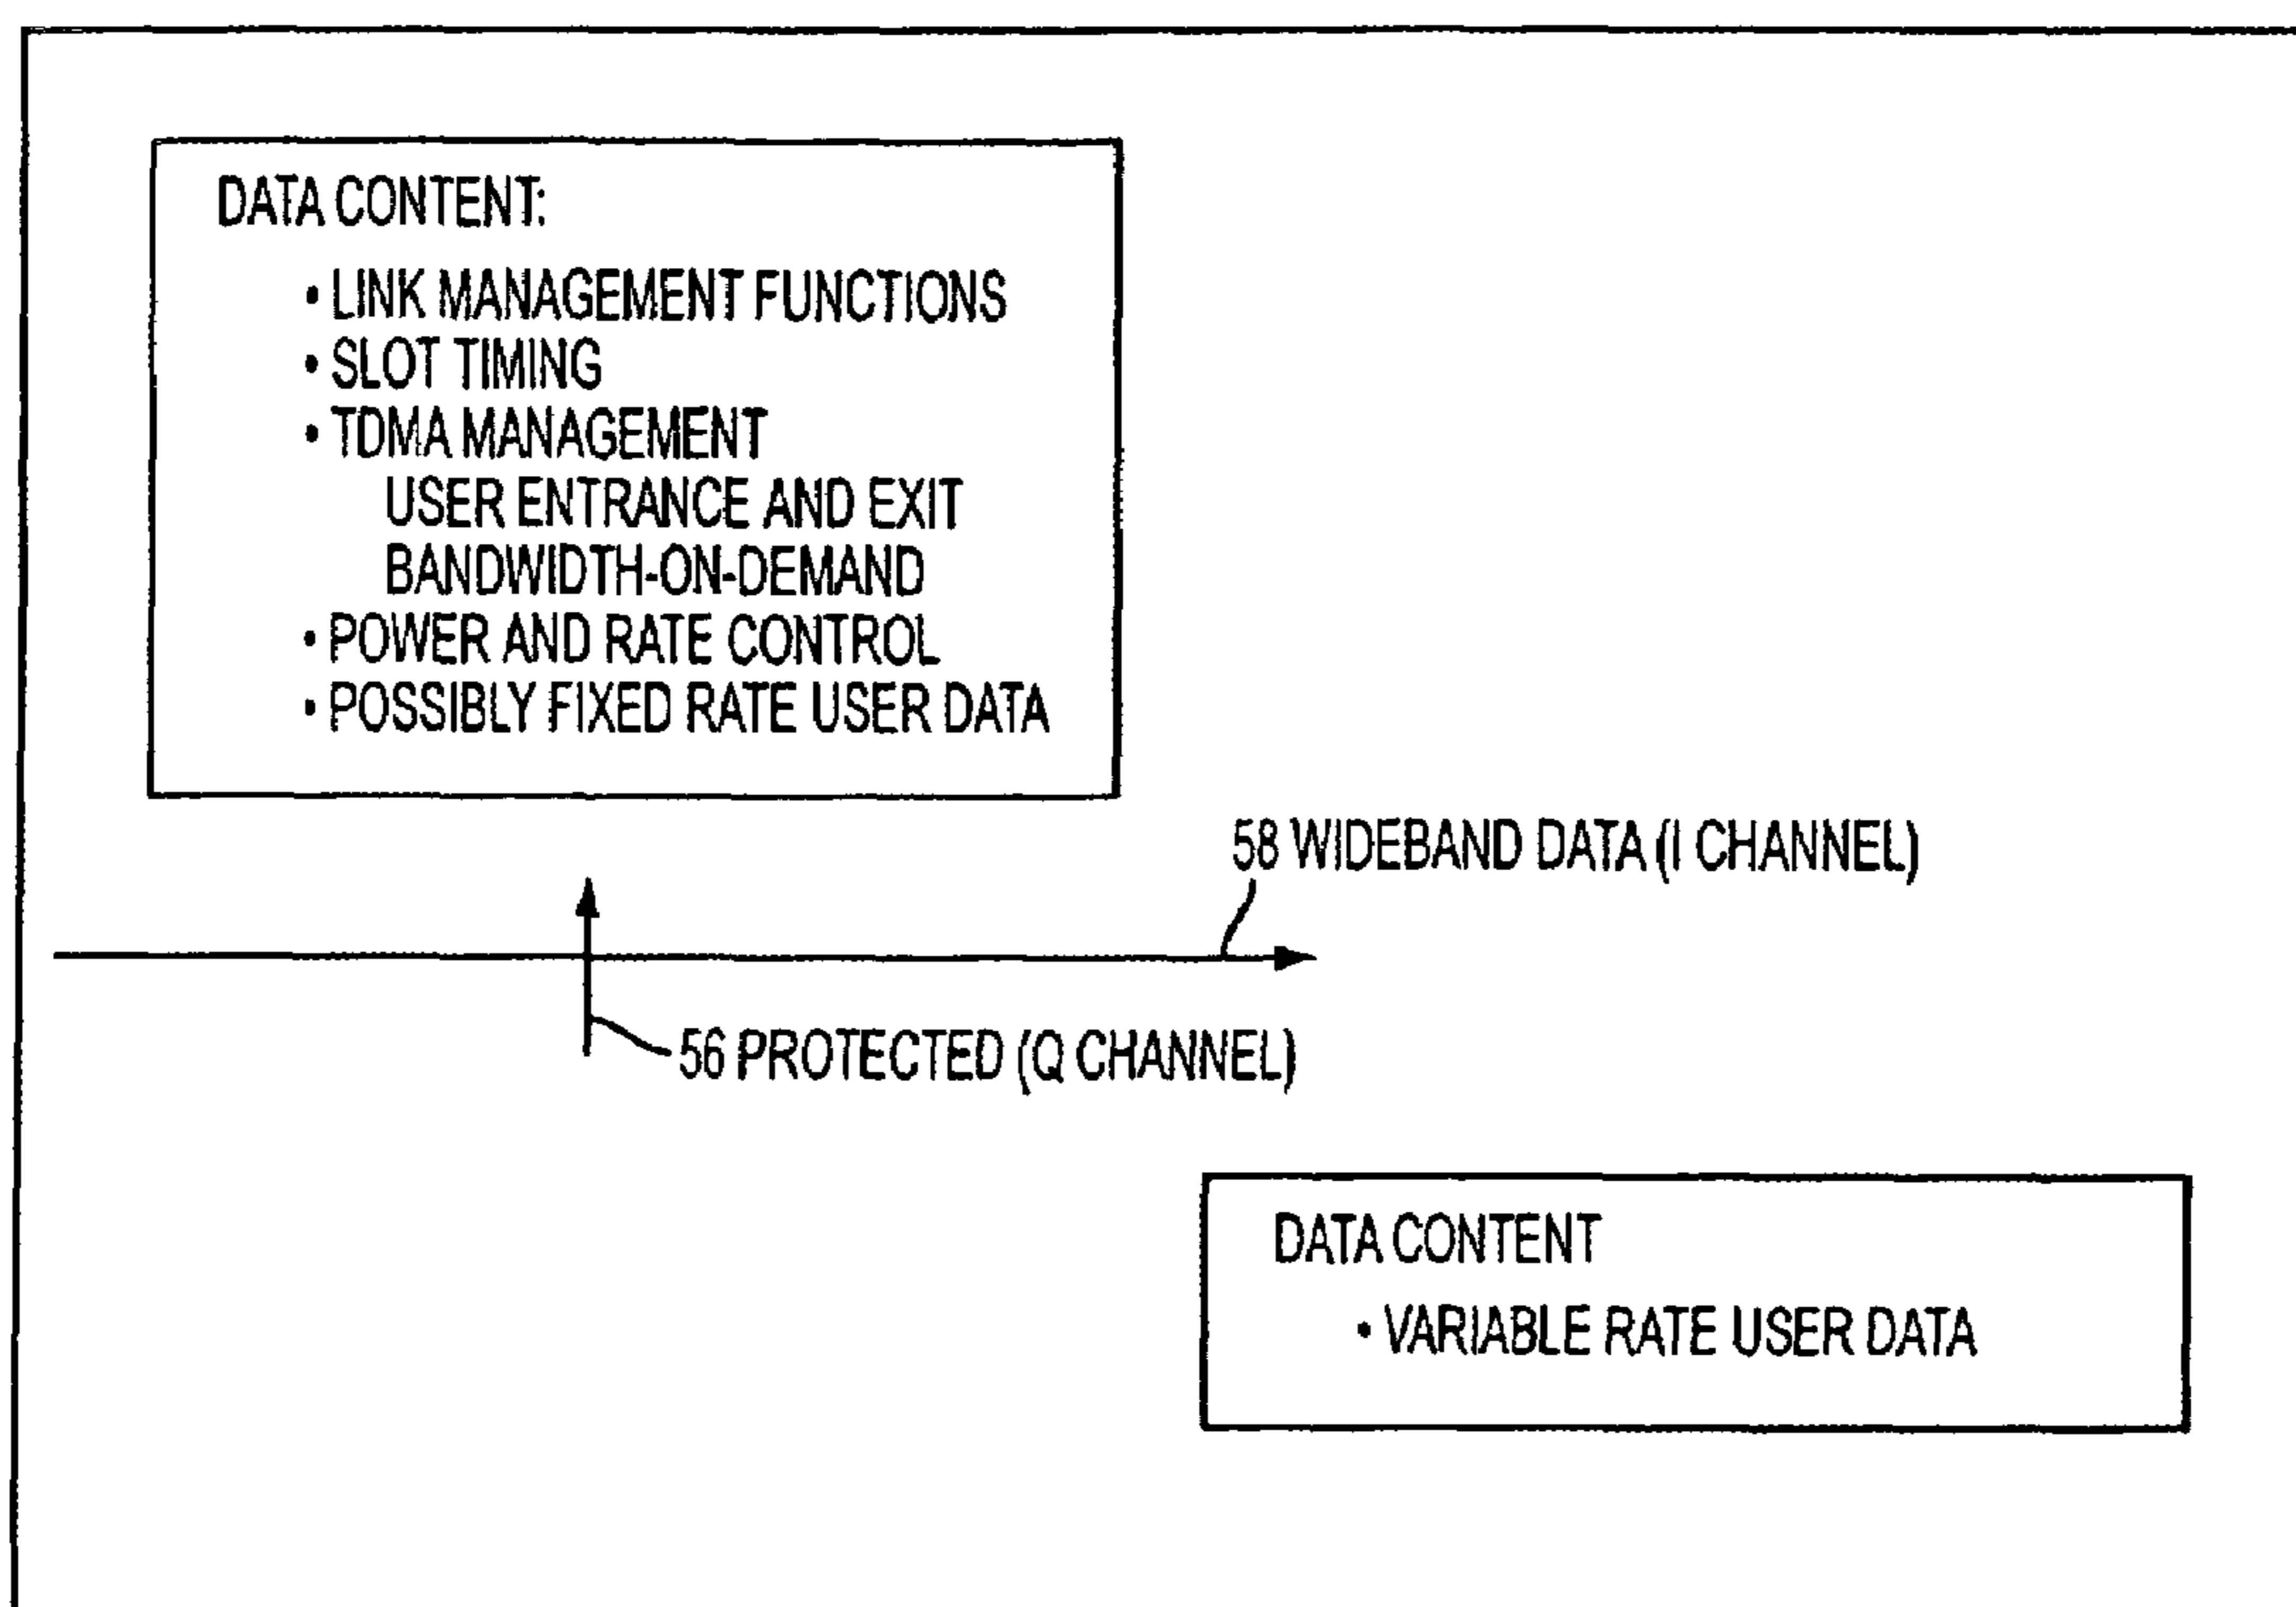 DATA CONTENT:
• LINK MANAGEMENT FUNCTIONS
• SLOT TIMING
• TDMA MANAGEMENT
USER ENTRANCE AND EXIT
BANDWIDTH-ON-DEMAND
• POWER AND RATE CONTROL
• POSSIBLY FIXED RATE USER DATA
58 WIDEBAND DATA (I CHANNEL)
56 PROTECTED (Q CHANNEL)
DATA CONTENT
• VARIABLE RATE USER DATA